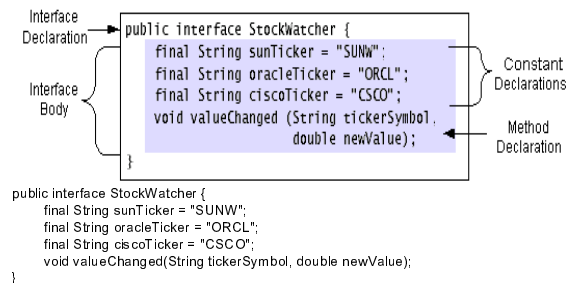 Interface
Declaration
public interface StockWatcher {
final String sunTicker = "SUNW";
final String oracleTicker = "ORCL";
final String ciscoTicker = "CSCO";
void valueChanged (String tickerSymbol,
double newValue);
}
Interface
Body
Constant
Declarations
Method
Declaration
public interface StockWatcher {
final String sunTicker = "SUNW";
final String oracleTicker = "ORCL";
final String ciscoTicker = "CSCO";
void valueChanged(String tickerSymbol, double newValue);
}